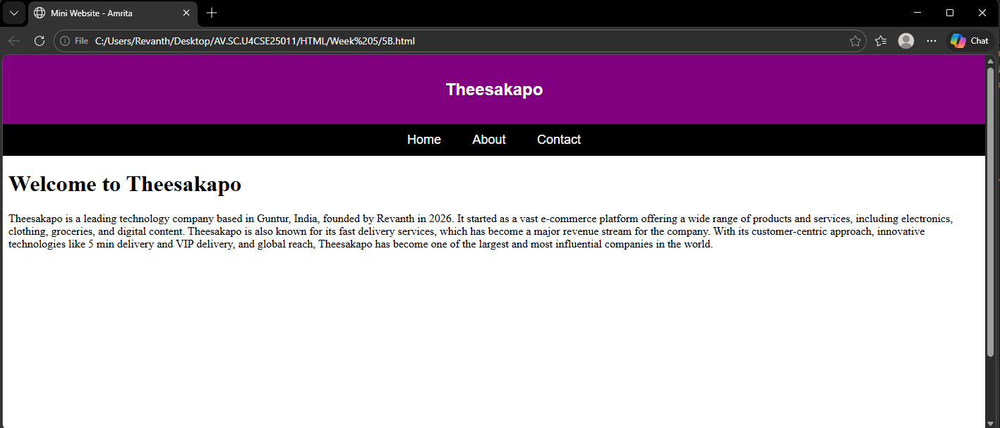 Mini Website - Amrita
File C:/Users/Revanth/Desktop/AV.SC.U4CSE25011/HTML/Week%205/5B.html
Chat
Theesakapo
Home About Contact
Welcome to Theesakapo
Theesakapo is a leading technology company based in Guntur, India, founded by Revanth in 2026. It started as a vast e-commerce platform offering a wide range of products and services, including electronics,
clothing, groceries, and digital content. Theesakapo is also known for its fast delivery services, which has become a major revenue stream for the company. With its customer-centric approach, innovative
technologies like 5 min delivery and VIP delivery, and global reach, Theesakapo has become one of the largest and most influential companies in the world.